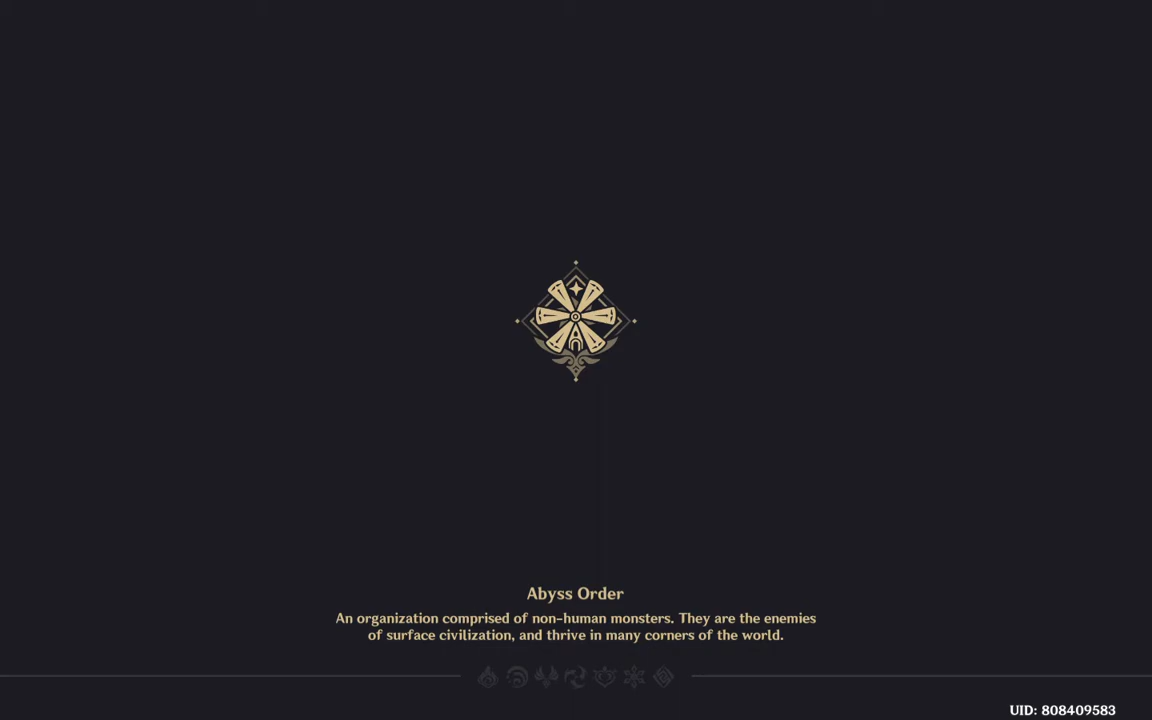 Abyss Order
An organization comprised of non-human monsters. They are the enemies
of surface civilization, and thrive in many corners of the world.
UID: 808409583